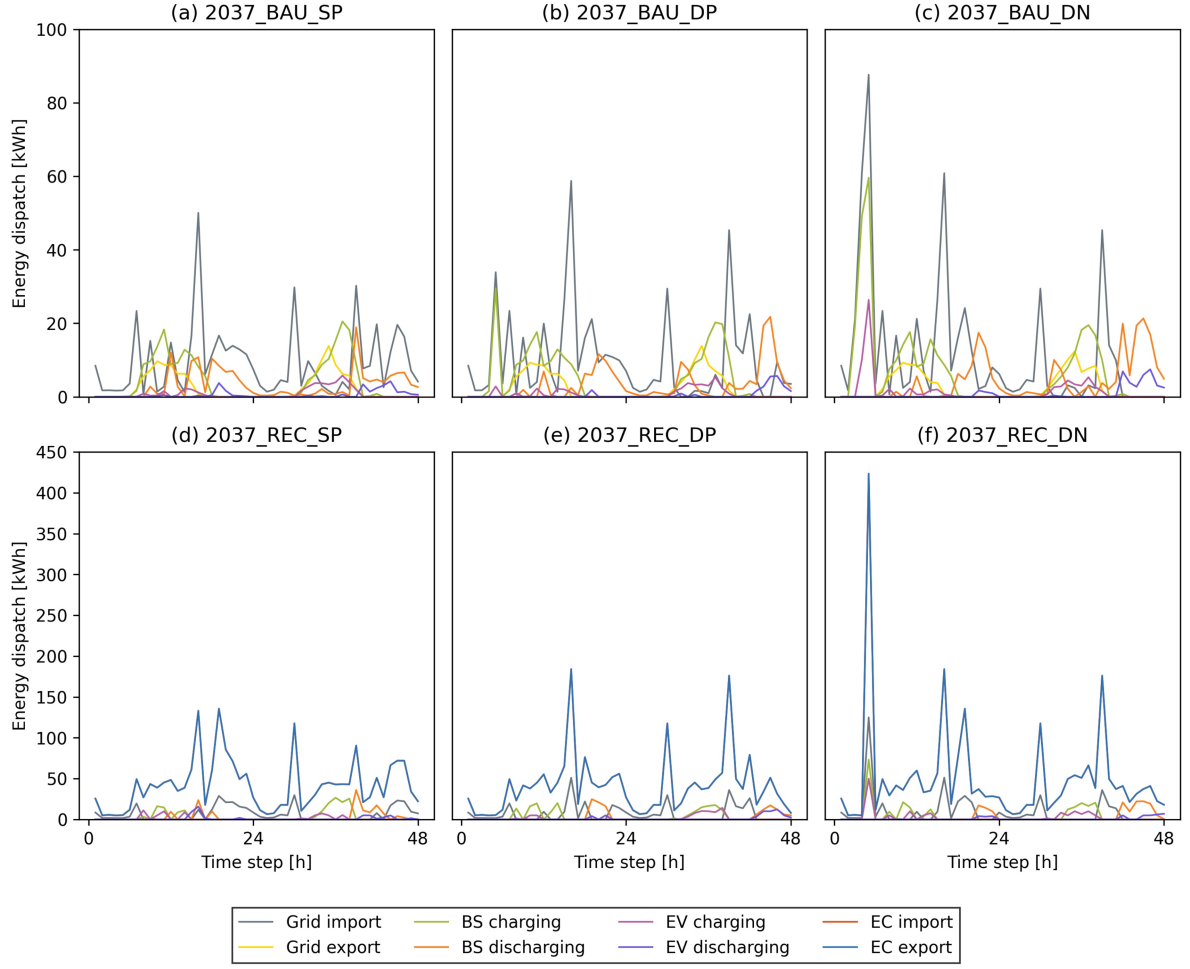 (a) 2037_BAU_SP
(b) 2037_BAU_DP
(c) 2037_BAU_DN
100
80
60
40
20
0
Energy dispatch [kWh]
(d) 2037_REC_SP
(e) 2037_REC_DP
(f) 2037_REC_DN
450
400
350
300
250
200
150
100
50
0
Energy dispatch [kWh]
0 24 48
0 24 48
0 24 48
Time step [h]
Time step [h]
Time step [h]
Grid import BS charging EV charging EC import
Grid export BS discharging EV discharging EC export